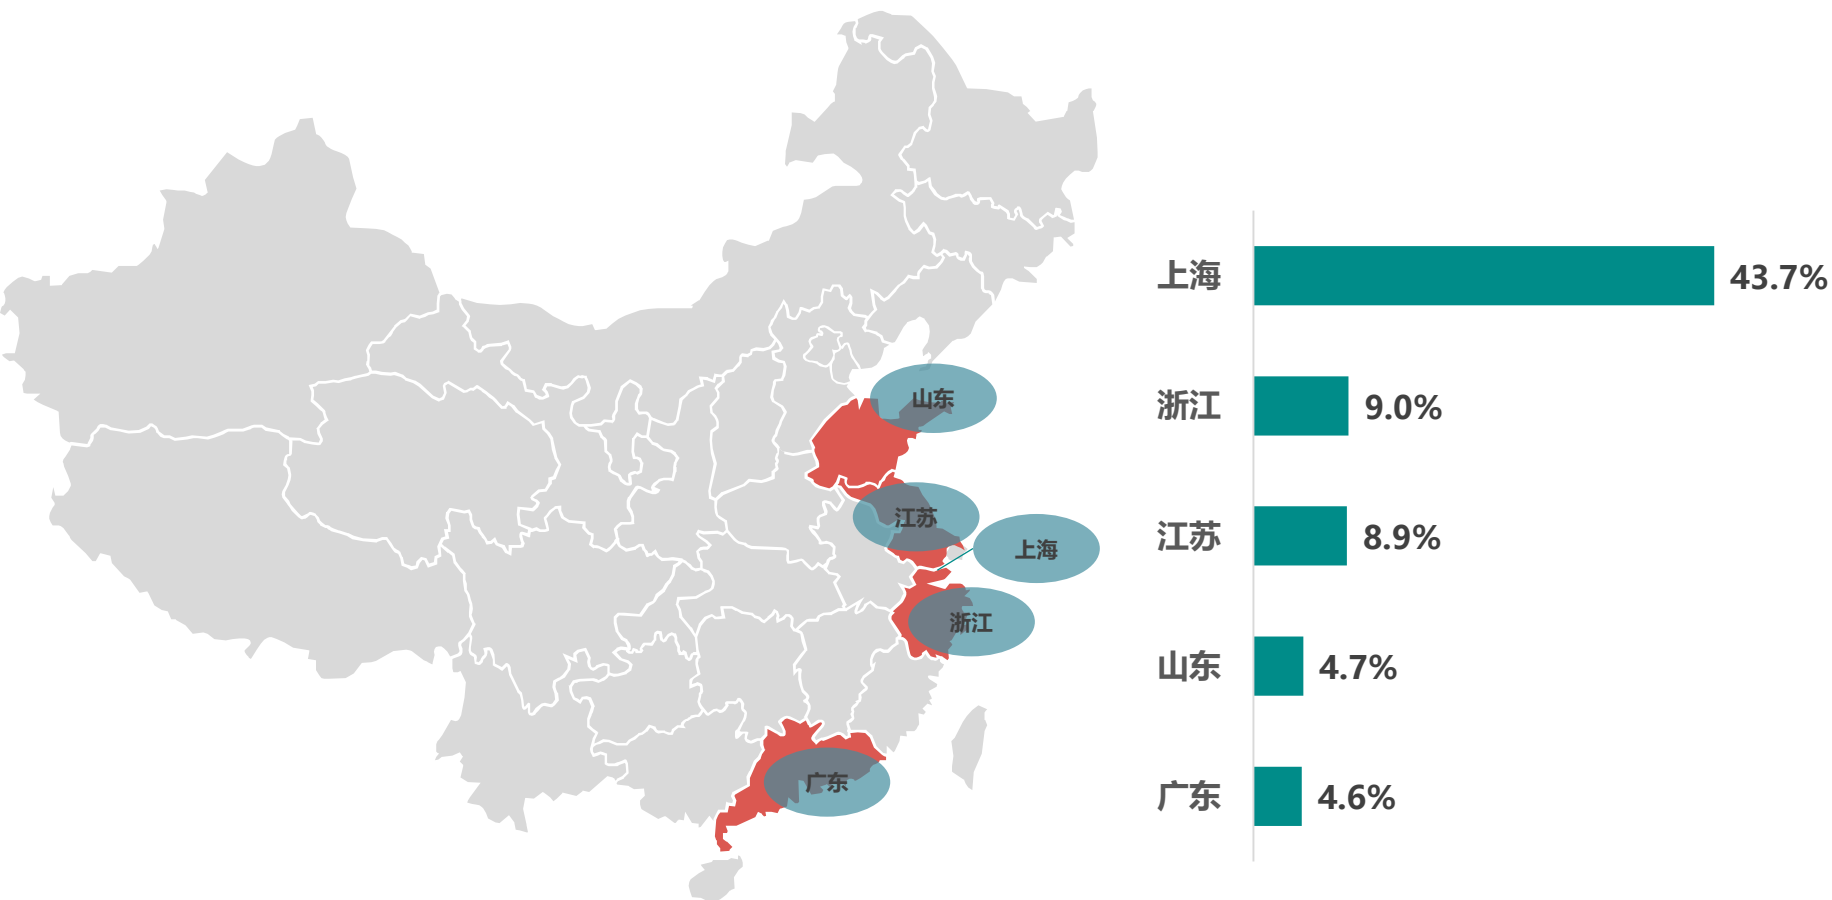 山东
江苏
上海
浙江
广东
上海 43.7%
浙江 9.0%
江苏 8.9%
山东 4.7%
广东 4.6%